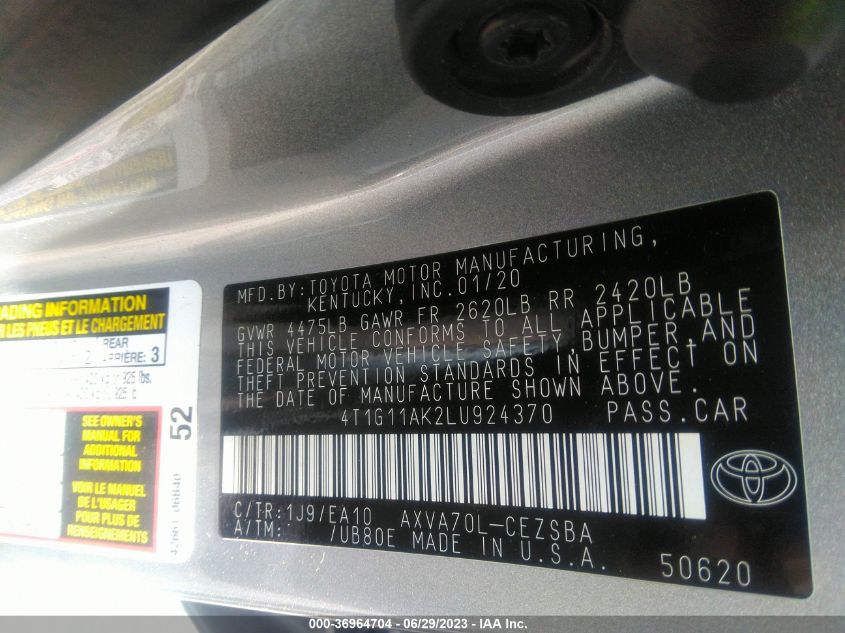 MFD.BY:TOYOTA MOTOR MANUFACTURING,
KENTUCKY,INC.01/20
GVWR 4475LB GAWR FR 2620LB RR 2420LB
THIS VEHICLE CONFORMS TO ALL APPLICABLE
FEDERAL MOTOR VEHICLE SAFETY,BUMPER,AND
THEFT PREVENTION STANDARDS IN EFFECT ON
THE DATE OF MANUFACTURE SHOWN ABOVE.
4T1G11AK2LU924370 PASS.CAR
C/TR:1J9/EA10 AXVA70L-CEZSBA
A/TM: /UB80E MADE IN U.S.A.
50620
ADING INFORMATION
LES PNEUS ET LE CHARGEMENT
REAR
2 ARRIÈRE: 3
SEE OWNER'S
MANUAL FOR
ADDITIONAL
INFORMATION
VOIR LE MANUEL
DE L'USAGER
POUR PLUS DE
RENSEIGNEMENTS
52
42661 06B40
000-36964704 - 06/29/2023 - IAA Inc.